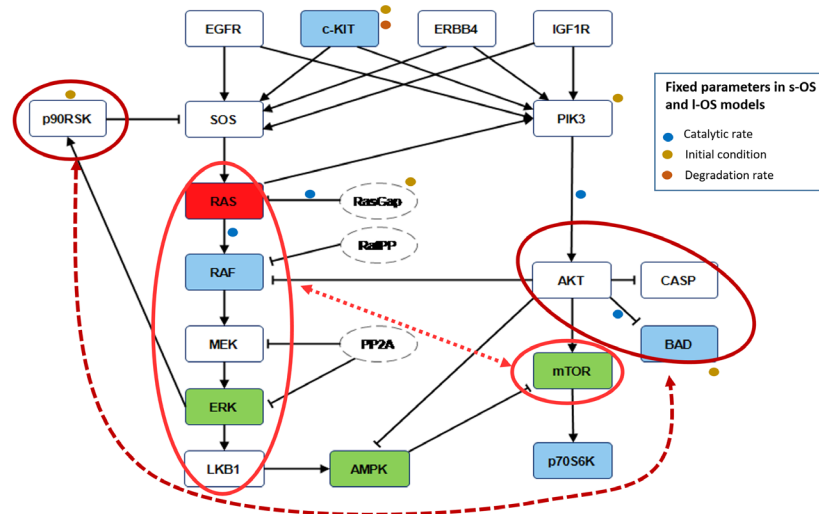 EGFR
c-KIT
ERBB4
IGF1R
Fixed parameters in s-OS
and l-OS models
Catalytic rate
Initial condition
Degradation rate
p90RSK
SOS
PIK3
RAS
RasGap
RafPP
RAF
AKT
CASP
MEK
PP2A
BAD
mTOR
ERK
LKB1
AMPK
p70S6K